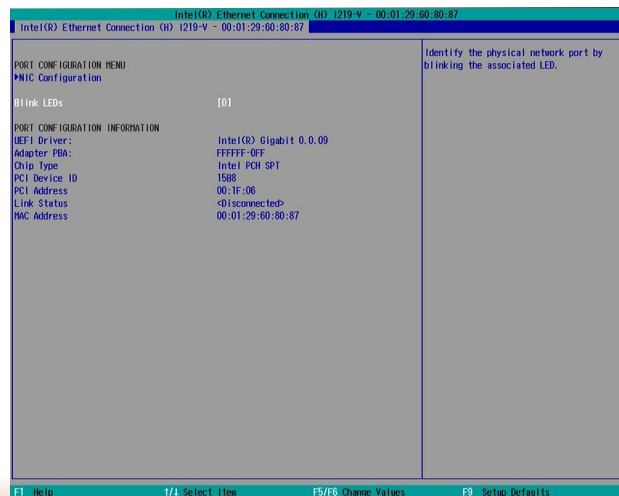 Intel(R) Ethernet Connection (H) I219-V - 00:01:29:60:80:87
Intel(R) Ethernet Connection (H) I219-V - 00:01:29:60:80:87
PORT CONFIGURATION MENU
▶NIC Configuration
Blink LEDs [0]
PORT CONFIGURATION INFORMATION
UEFI Driver: Intel(R) Gigabit 0.0.09
Adapter PBA: FFFFFF-0FF
Chip Type Intel PCH SPT
PCI Device ID 15B8
PCI Address 00:1F:06
Link Status <Disconnected>
MAC Address 00:01:29:60:80:87
Identify the physical network port by
blinking the associated LED.
F1 Help ↑/↓ Select Item F5/F6 Change Values F9 Setup Defaults